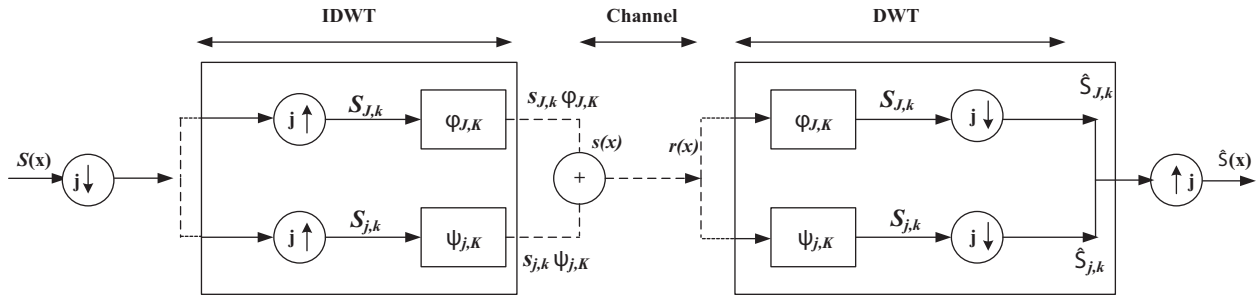 IDWT
Channel
DWT
S(x)
j↓
j↑
S_{J,k}
φ_{J,K}
s_{J,k} φ_{J,K}
j↑
S_{j,k}
ψ_{j,K}
s_{j,k} ψ_{j,K}
+
s(x)
r(x)
φ_{J,K}
S_{J,k}
j↓
Ŝ_{J,k}
ψ_{j,K}
S_{j,k}
j↓
Ŝ_{j,k}
↑j
Ŝ(x)